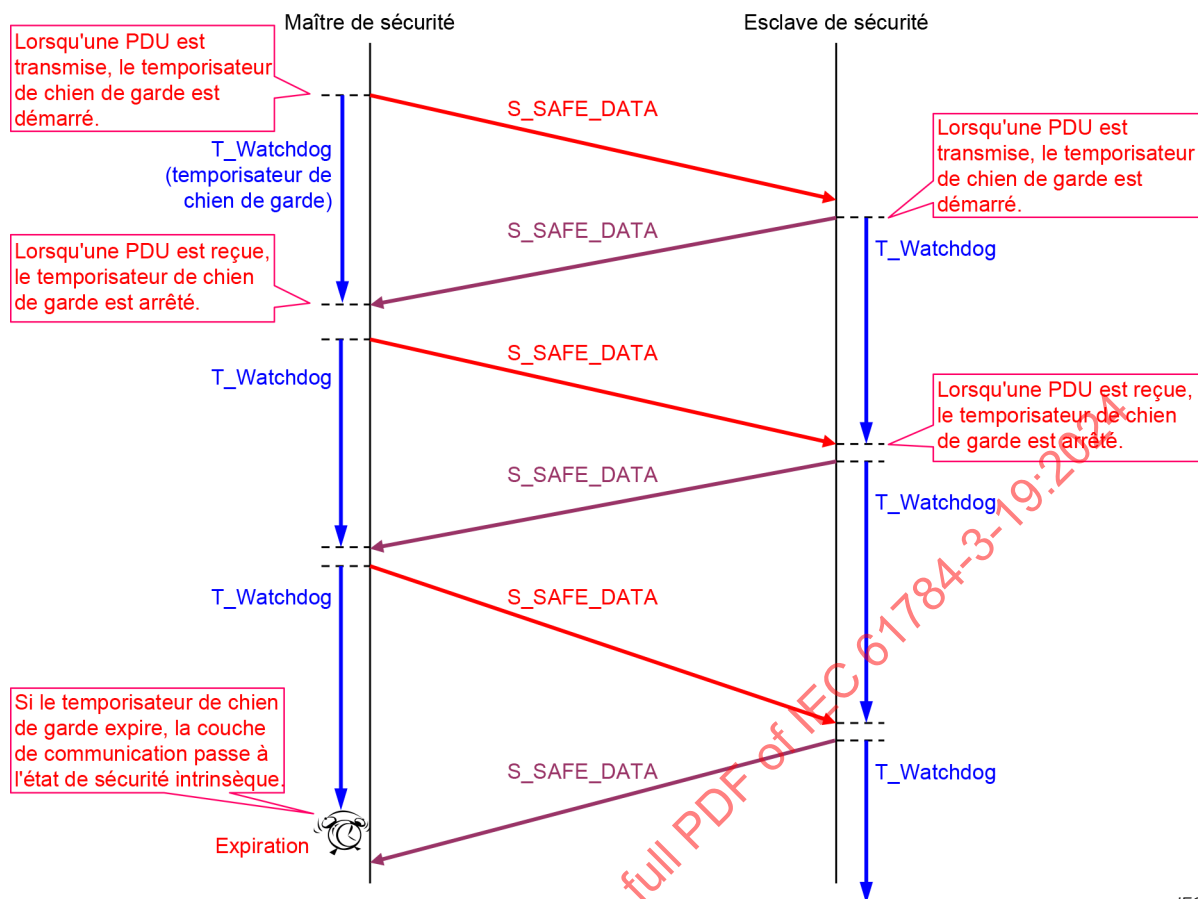 Maître de sécurité
Esclave de sécurité
Lorsqu'une PDU est
transmise, le temporisateur
de chien de garde est
démarré.
S_SAFE_DATA
Lorsqu'une PDU est
transmise, le temporisateur
de chien de garde est
démarré.
T_Watchdog
(temporisateur de
chien de garde)
S_SAFE_DATA
T_Watchdog
Lorsqu'une PDU est reçue,
le temporisateur de chien
de garde est arrêté.
S_SAFE_DATA
T_Watchdog
Lorsqu'une PDU est reçue,
le temporisateur de chien
de garde est arrêté.
S_SAFE_DATA
T_Watchdog
T_Watchdog
S_SAFE_DATA
Si le temporisateur de chien
de garde expire, la couche
de communication passe à
l'état de sécurité intrinsèque.
S_SAFE_DATA
T_Watchdog
Expiration
full PDF of IEC 61784-3-19:2024